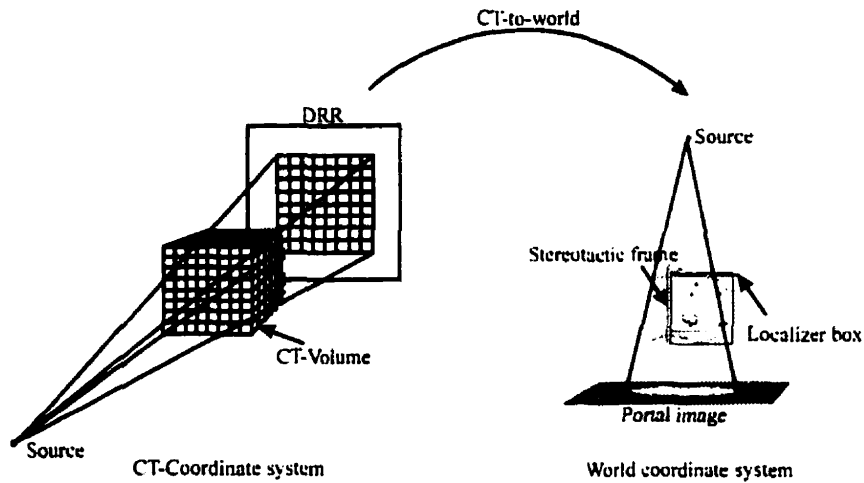 CT-to-world
DRR
Source
Stereotactic frame
Localizer box
CT-Volume
Portal image
Source
CT-Coordinate system
World coordinate system